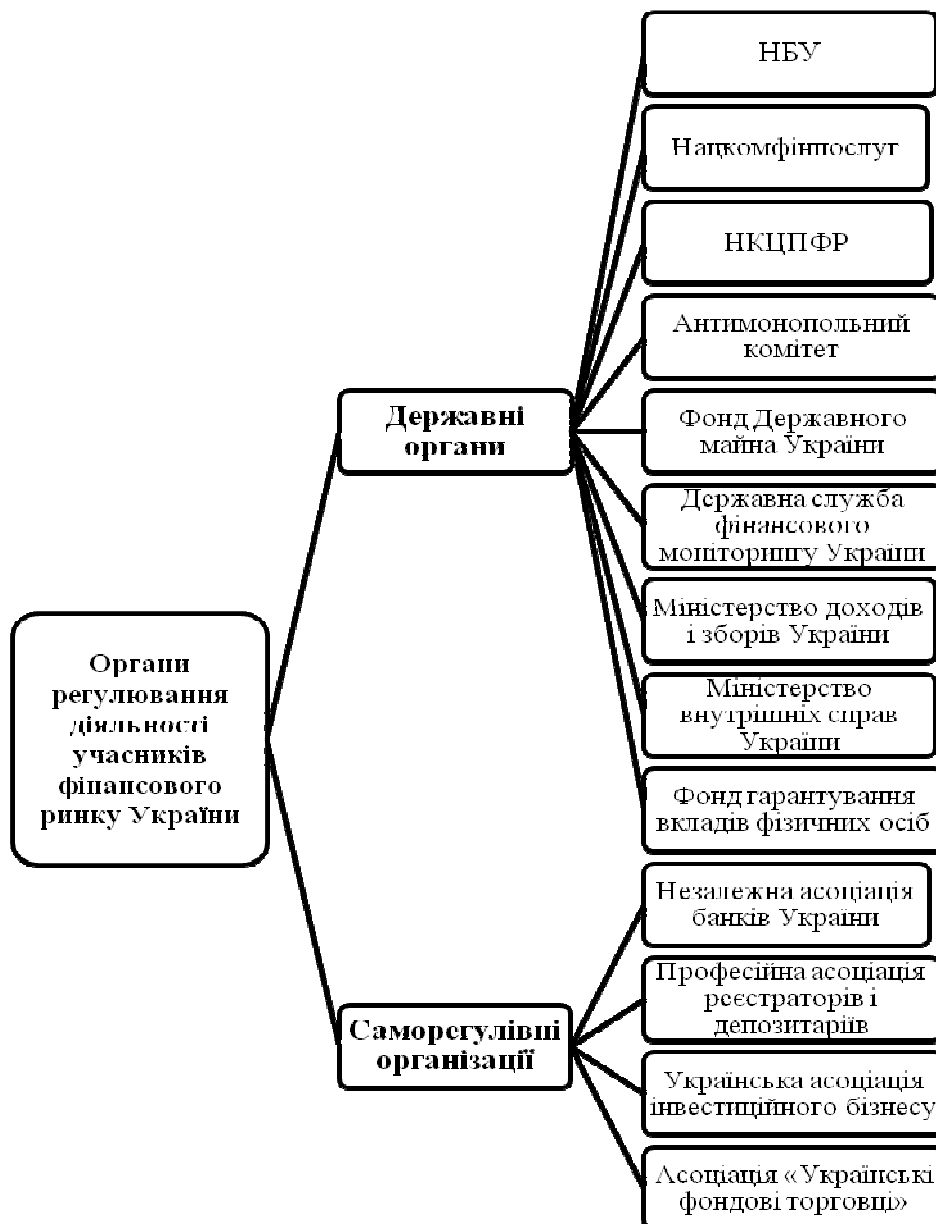 Органи
регулювання
діяльності
учасників
фінансового
ринку України
Державні
органи
НБУ
Нацкомфінпослуг
НКЦПФР
Антимонопольний
комітет
Фонд Державного
майна України
Державна служба
фінансового
моніторингу України
Міністерство доходів
і зборів України
Міністерство
внутрішніх справ
України
Фонд гарантування
вкладів фізичних осіб
Саморегулівні
організації
Незалежна асоціація
банків України
Професійна асоціація
реєстраторів і
депозитаріїв
Українська асоціація
інвестиційного бізнесу
Асоціація «Українські
фондові торговці»